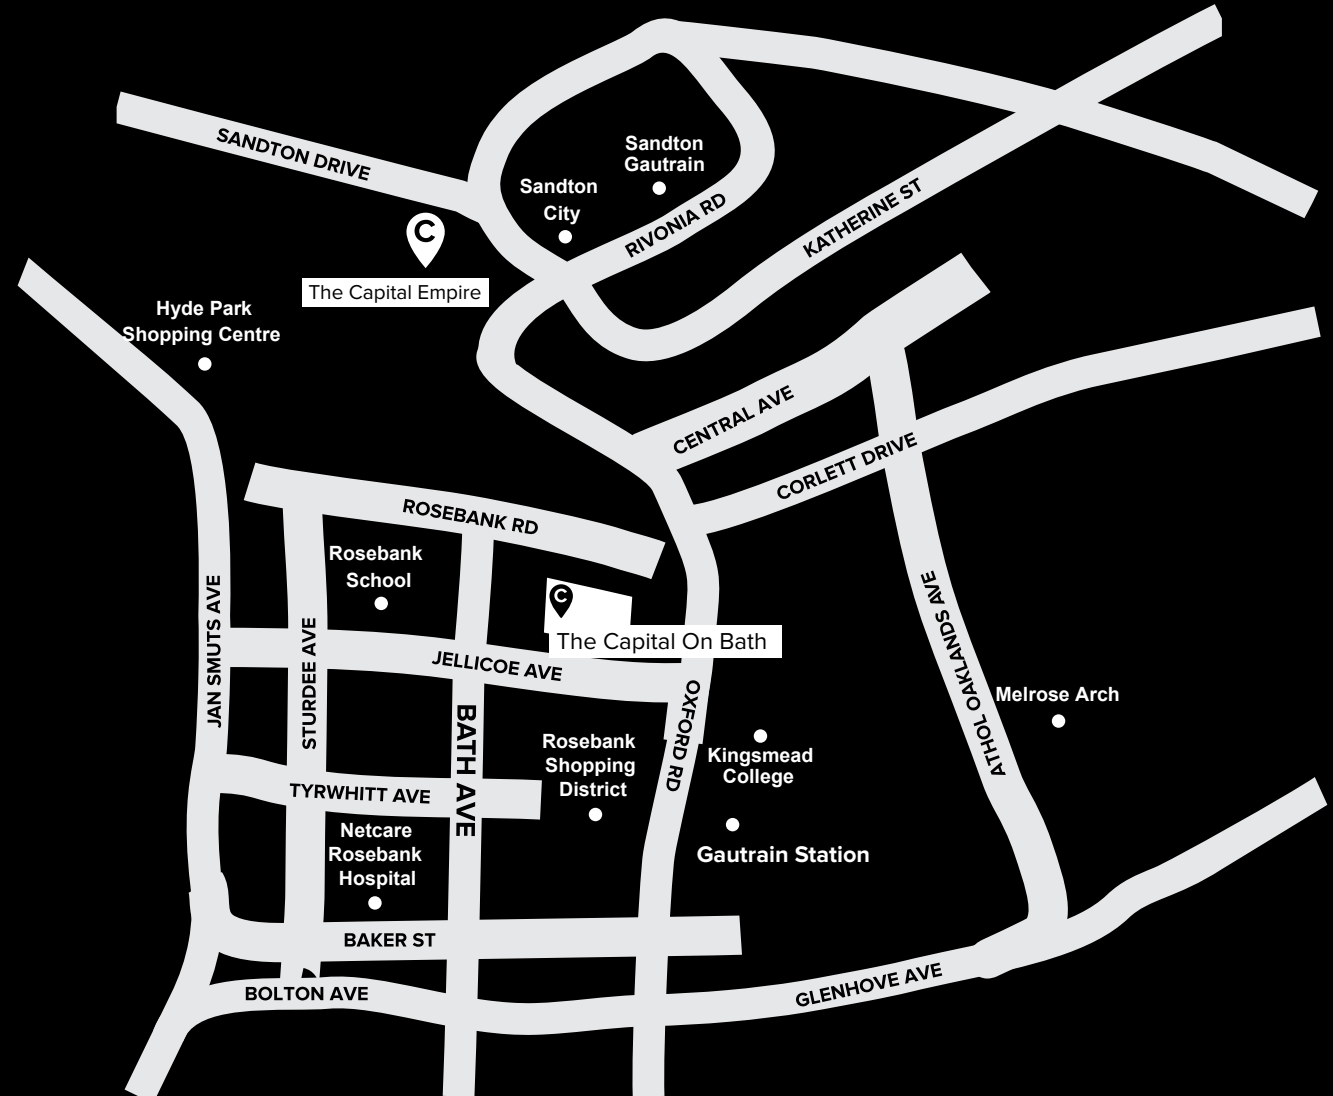 SANDTON DRIVE
Sandton
Gautrain
Sandton
City
RIVONIA RD
KATHERINE ST
C
The Capital Empire
Hyde Park
Shopping Centre
CENTRAL AVE
CORLETT DRIVE
ROSEBANK RD
Rosebank
School
C
The Capital On Bath
JAN SMUTS AVE
STURDEE AVE
JELLICOE AVE
ATHOL OAKLANDS AVE
Melrose Arch
OXFORD RD
BATH AVE
Rosebank
Shopping
District
Kingsmead
College
TYRWHITT AVE
Netcare
Rosebank
Hospital
Gautrain Station
BAKER ST
BOLTON AVE
GLENHOVE AVE